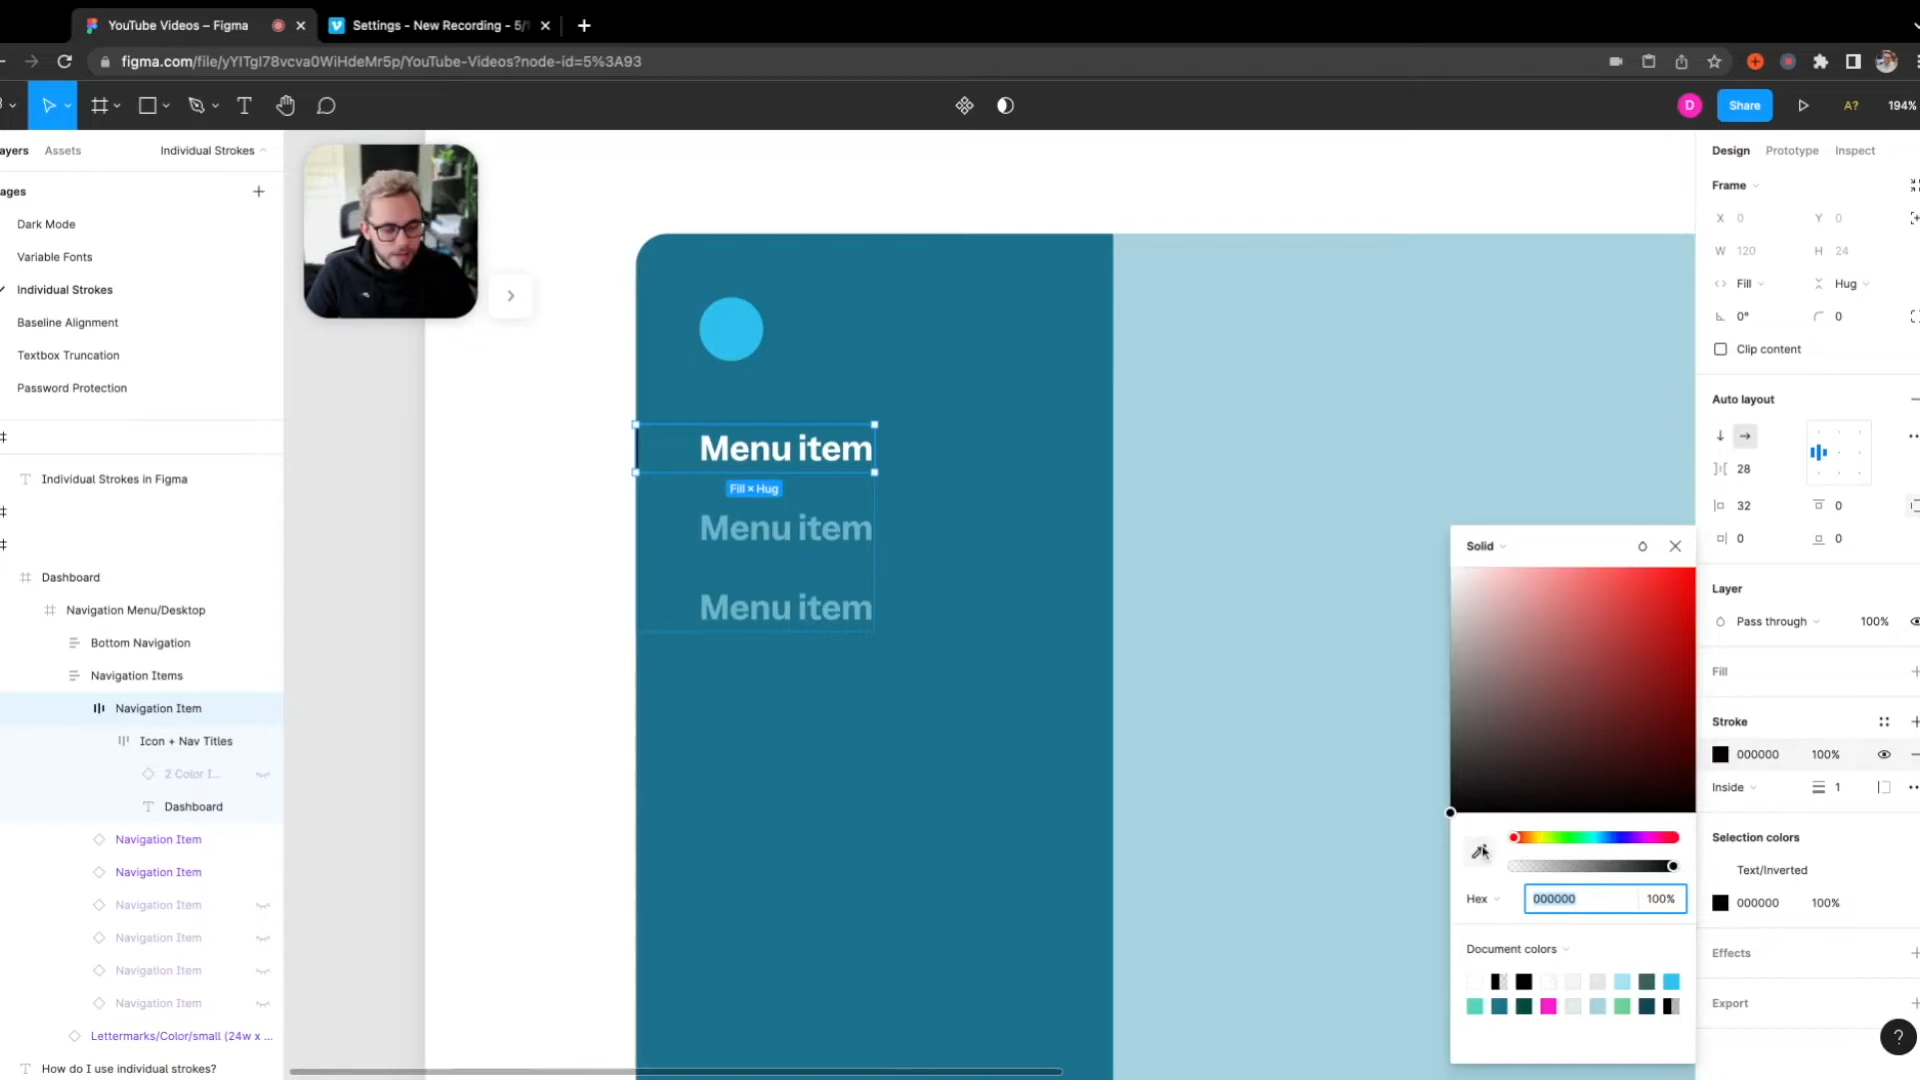 YouTube Videos – Figma
Settings - New Recording - 5/
figma.com/file/yYITgI78vcva0WiHdeMr5p/YouTube-Videos?node-id=5%3A93
D
Share
A?
194%
ayers
Assets
Individual Strokes
ages
Dark Mode
Variable Fonts
Individual Strokes
Baseline Alignment
Textbox Truncation
Password Protection
Individual Strokes in Figma
Dashboard
Navigation Menu/Desktop
Bottom Navigation
Navigation Items
Navigation Item
Icon + Nav Titles
2 Color I...
Dashboard
Navigation Item
Navigation Item
Navigation Item
Navigation Item
Navigation Item
Navigation Item
Lettermarks/Color/small (24w x ...
How do I use individual strokes?
Menu item
Fill × Hug
Menu item
Menu item
Design
Prototype
Inspect
Frame
X 0
Y 0
W 120
H 24
Fill
Hug
0°
0
Clip content
Auto layout
28
32
0
0
0
Layer
Pass through
100%
Fill
Stroke
000000
100%
Inside
1
Selection colors
Text/Inverted
000000
100%
Effects
Export
?
Solid
Hex
000000
100%
Document colors